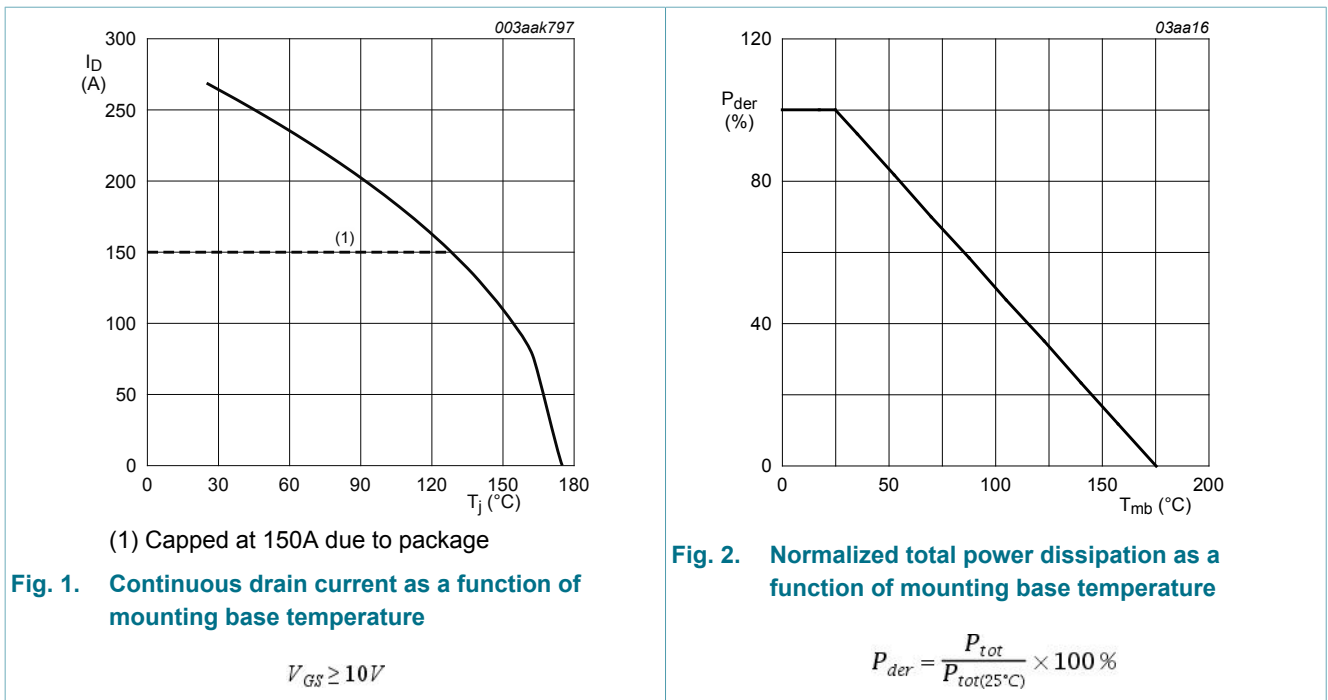 003aak797
300
250
200
150
100
50
0
I_D
(A)
(1)
0 30 60 90 120 150 180
T_j (°C)
(1) Capped at 150A due to package
Fig. 1. Continuous drain current as a function of
mounting base temperature
V_GS ≥ 10V
03aa16
120
80
40
0
P_der
(%)
0 50 100 150 200
T_mb (°C)
Fig. 2. Normalized total power dissipation as a
function of mounting base temperature
P_der = P_tot / P_tot(25°C) × 100 %